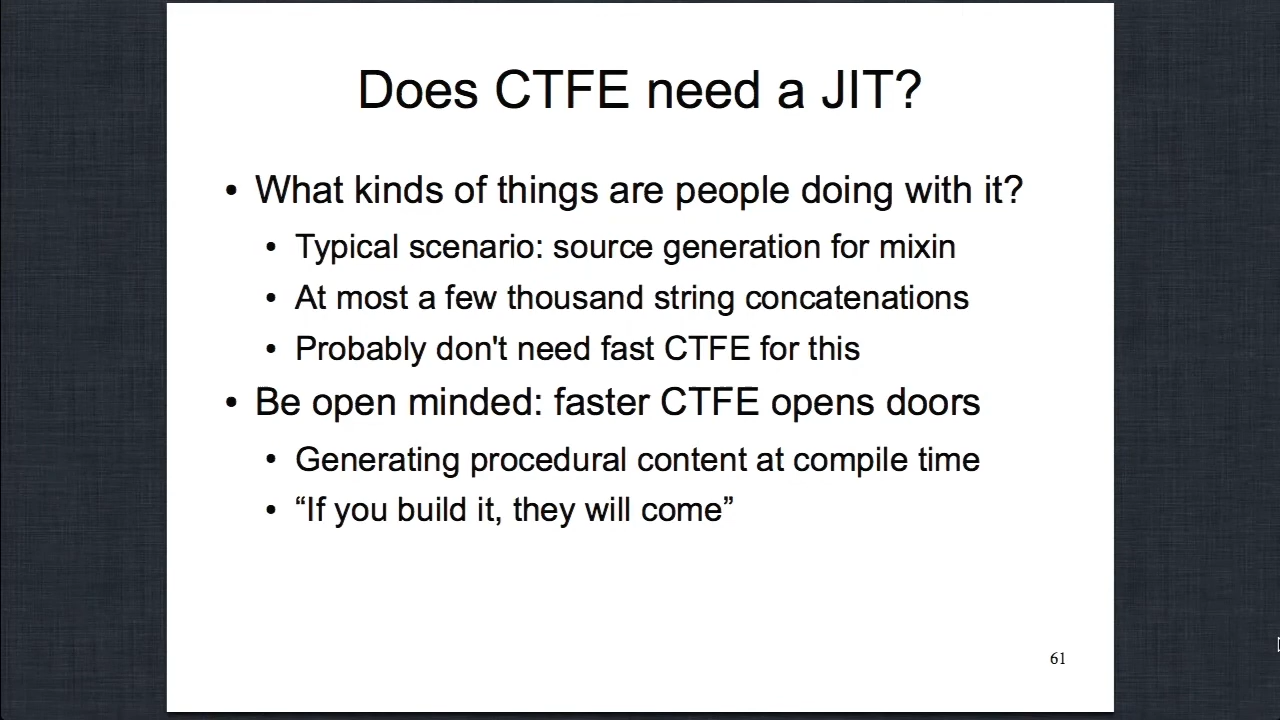 Does CTFE need a JIT?
• What kinds of things are people doing with it?
• Typical scenario: source generation for mixin
• At most a few thousand string concatenations
• Probably don't need fast CTFE for this
• Be open minded: faster CTFE opens doors
• Generating procedural content at compile time
• “If you build it, they will come”
61